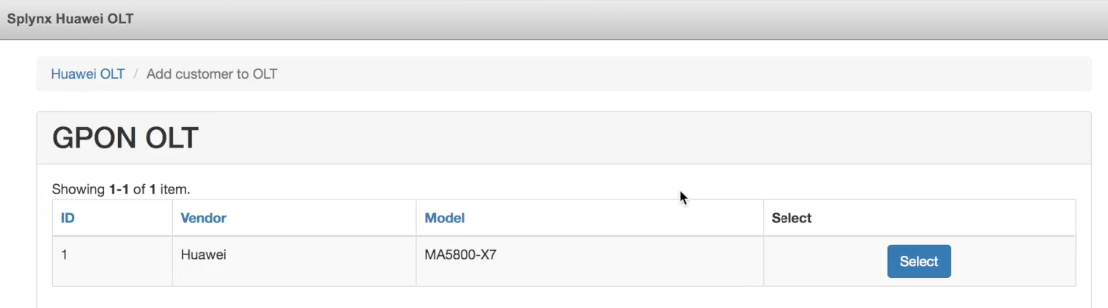 Splynx Huawei OLT
Huawei OLT / Add customer to OLT
GPON OLT
Showing 1-1 of 1 item.
ID Vendor Model Select
1 Huawei MA5800-X7 Select